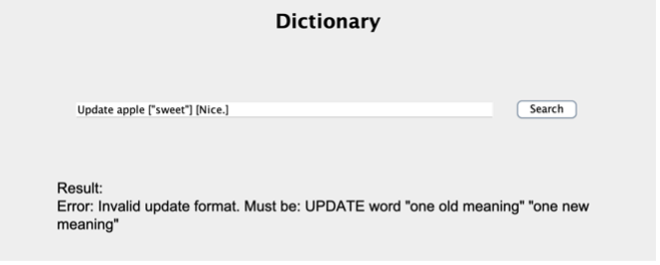 Dictionary
Update apple ["sweet"] [Nice.]
Search
Result:
Error: Invalid update format. Must be: UPDATE word "one old meaning" "one new
meaning"